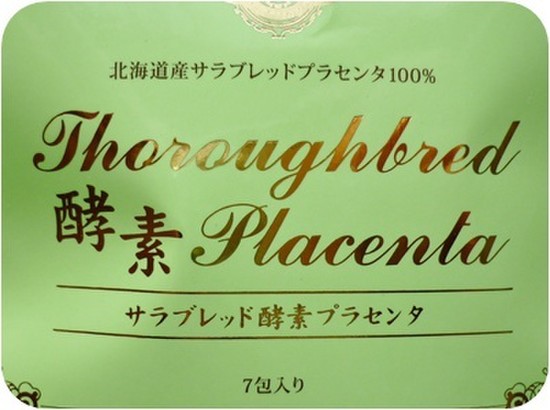 北海道産サラブレッドプラセンタ100%
Thoroughbred
酵素 Placenta
サラブレッド酵素プラセンタ
7包入り